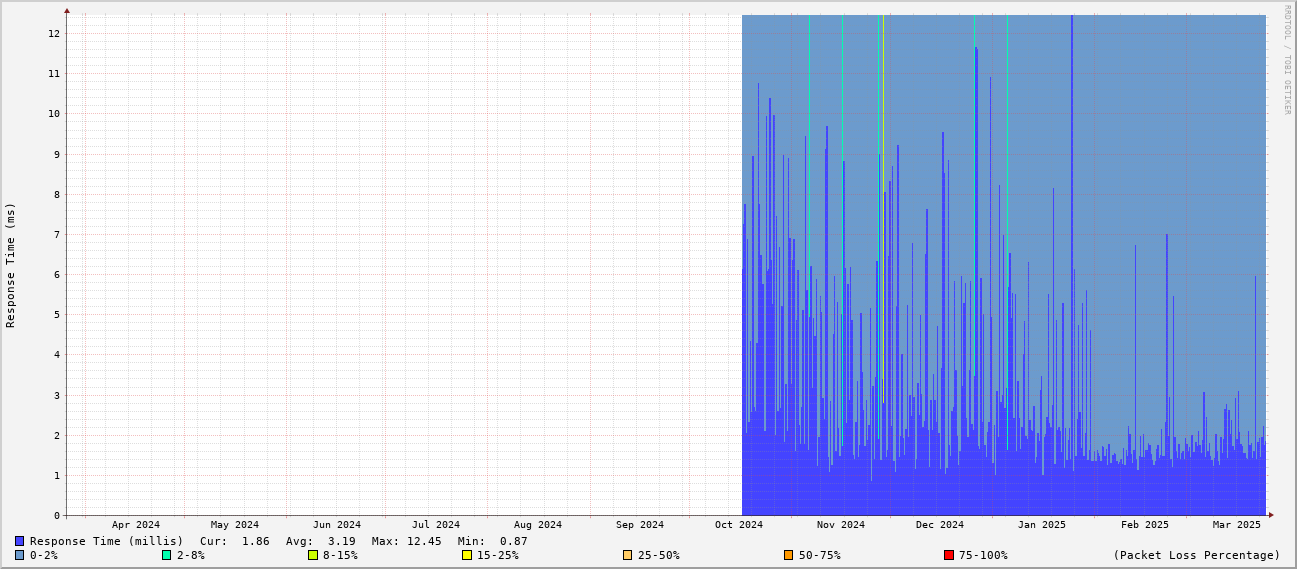 RRDTOOL / TOBI OETIKER
Response Time (ms)
12
11
10
9
8
7
6
5
4
3
2
1
0
Apr 2024 May 2024 Jun 2024 Jul 2024 Aug 2024 Sep 2024 Oct 2024 Nov 2024 Dec 2024 Jan 2025 Feb 2025 Mar 2025
Response Time (millis) Cur: 1.86 Avg: 3.19 Max: 12.45 Min: 0.87
0-2% 2-8% 8-15% 15-25% 25-50% 50-75% 75-100% (Packet Loss Percentage)